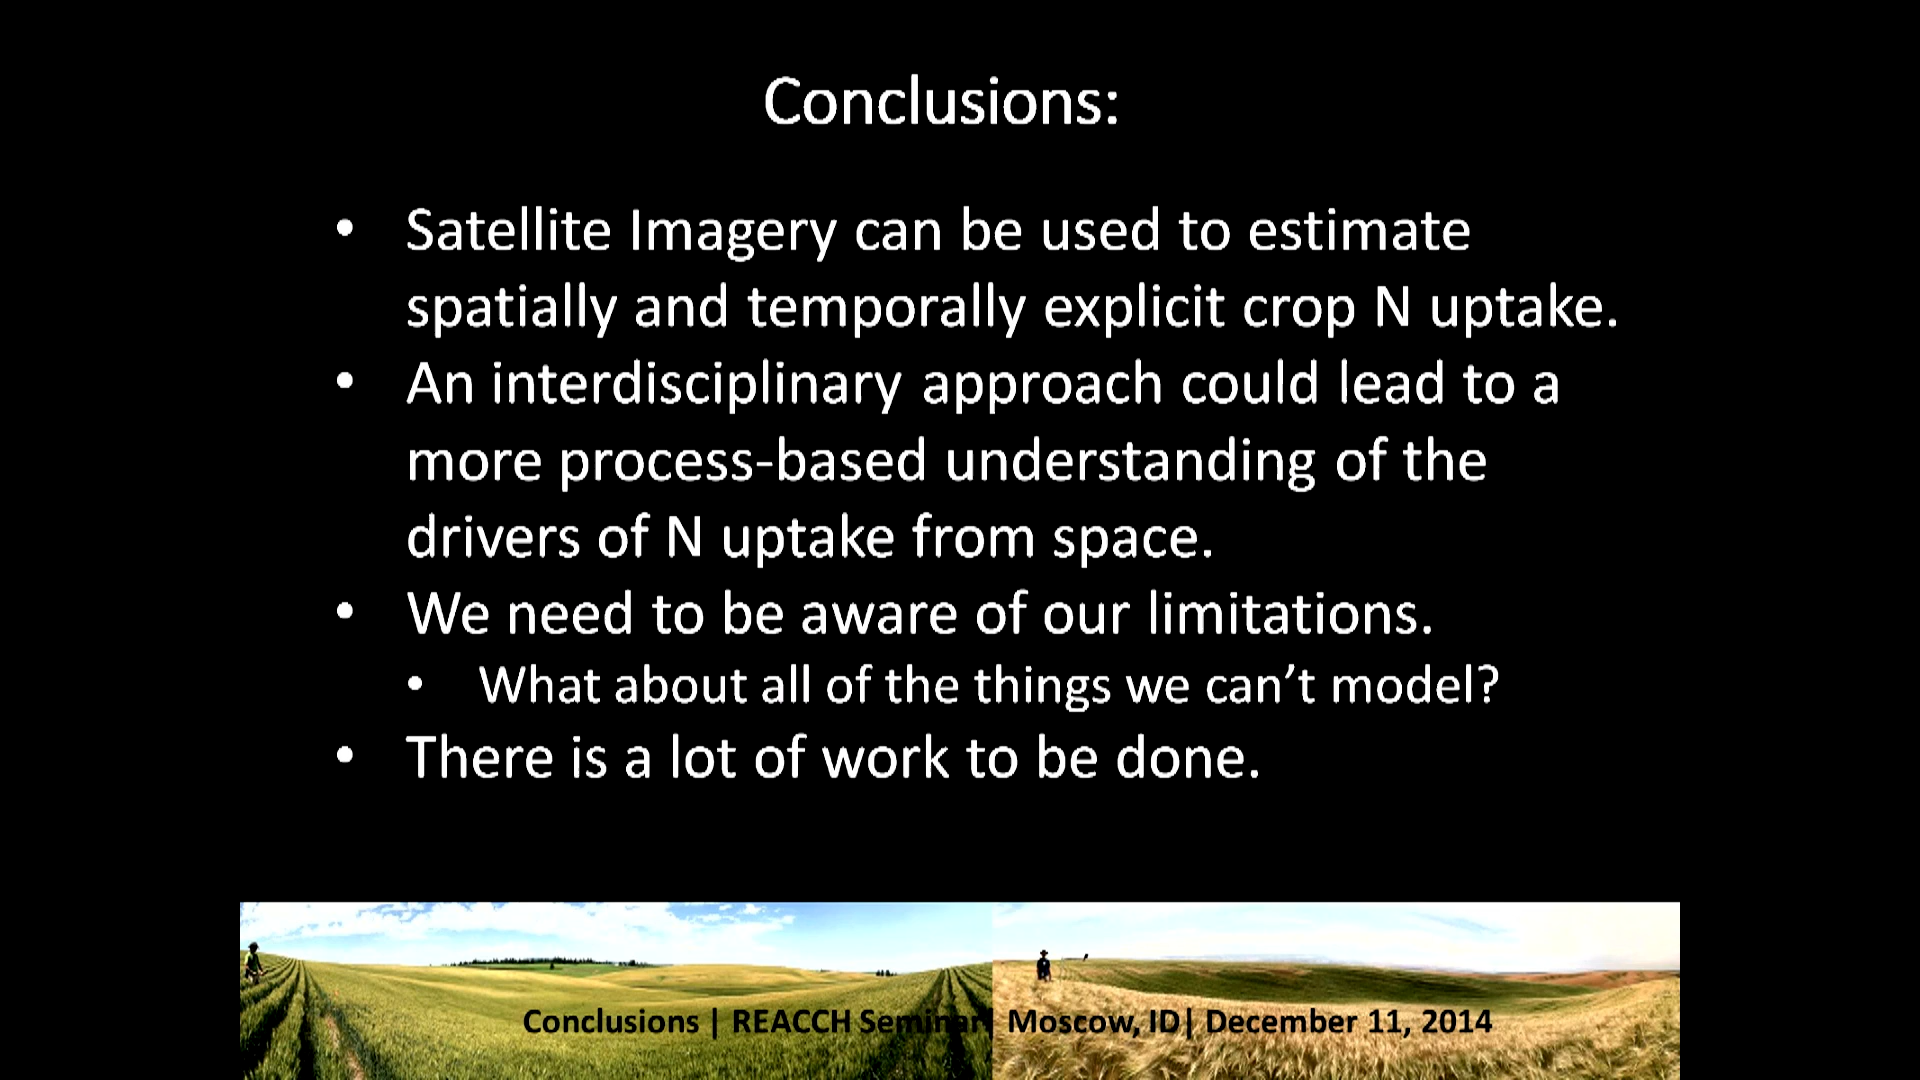 Conclusions:
• Satellite Imagery can be used to estimate
spatially and temporally explicit crop N uptake.
• An interdisciplinary approach could lead to a
more process-based understanding of the
drivers of N uptake from space.
• We need to be aware of our limitations.
• What about all of the things we can’t model?
• There is a lot of work to be done.
Conclusions | REACCH Seminar| Moscow, ID| December 11, 2014